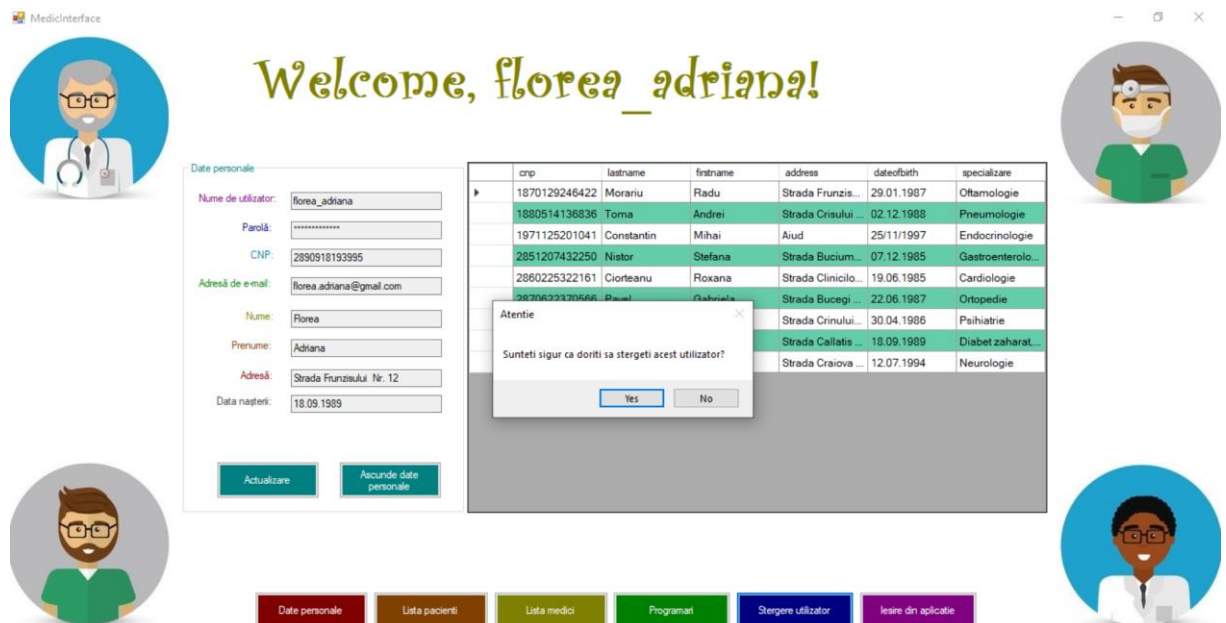 MedicInterface
Welcome, florea_adriana!
Date personale
Nume de utilizator: florea_adriana
Parolă: *************
CNP: 2890918193995
Adresă de e-mail: florea.adriana@gmail.com
Nume: Florea
Prenume: Adriana
Adresă: Strada Frunzisului Nr. 12
Data nașterii: 18.09.1989
Actualizare
Ascunde date
personale
cnp lastname firstname address dateofbirth specializare
1870129246422 Morariu Radu Strada Frunzis... 29.01.1987 Oftamologie
1880514136836 Toma Andrei Strada Crisului ... 02.12.1988 Pneumologie
1971125201041 Constantin Mihai Aiud 25/11/1997 Endocrinologie
2851207432250 Nistor Stefana Strada Bucium... 07.12.1985 Gastroenterolo...
2860225322161 Ciorteanu Roxana Strada Clinicilo... 19.06.1985 Cardiologie
2870622370566 Pavel Gabriela Strada Bucegi ... 22.06.1987 Ortopedie
Strada Crinului... 30.04.1986 Psihiatrie
Strada Callatis ... 18.09.1989 Diabet zaharat,...
Strada Craiova ... 12.07.1994 Neurologie
Atentie
Sunteti sigur ca doriti sa stergeti acest utilizator?
Yes No
Date personale Lista pacienti Lista medici Programari Stergere utilizator Iesire din aplicatie